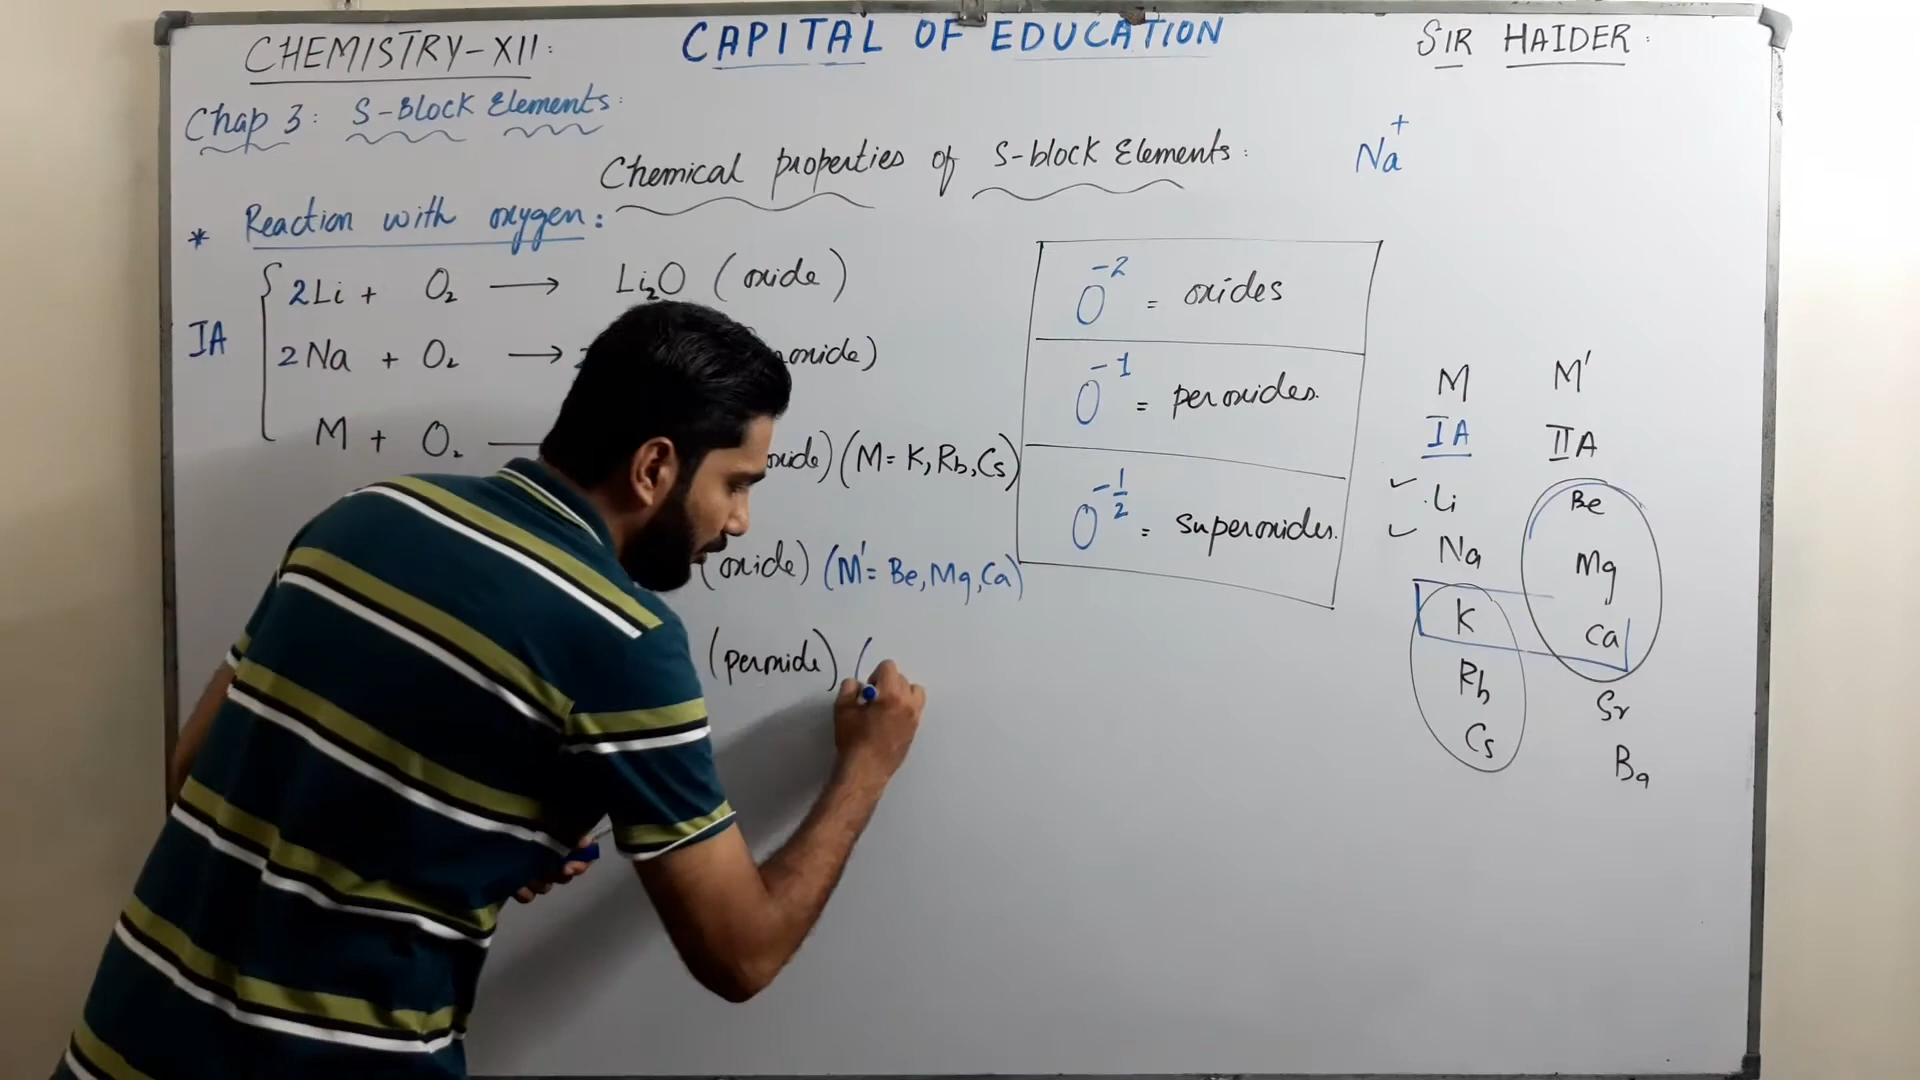 CHEMISTRY-XII:
CAPITAL OF EDUCATION
SIR HAIDER:
Chap 3: S-Block Elements:
Chemical properties of S-block Elements:
Na+
* Reaction with oxygen:
IA
2Li + O₂ → Li₂O (oxide)
2Na + O₂ → oxide)
M + O₂ oxide) (M=K, Rb, Cs)
(oxide) (M'= Be, Mg, Ca)
(peroxide) (
O⁻² = oxides
O⁻¹ = peroxides.
O^-1/2 = superoxides.
M M'
IA IIA
Li Be
Na Mg
K Ca
Rb Sr
Cs Ba